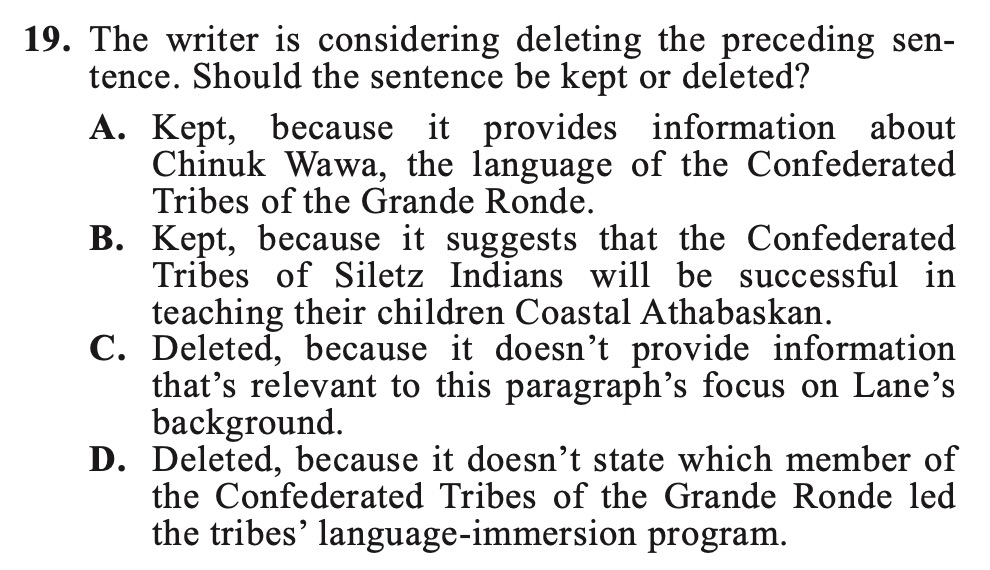 19. The writer is considering deleting the preceding sen-
tence. Should the sentence be kept or deleted?
A. Kept, because it provides information about
Chinuk Wawa, the language of the Confederated
Tribes of the Grande Ronde.
B. Kept, because it suggests that the Confederated
Tribes of Siletz Indians will be successful in
teaching their children Coastal Athabaskan.
C. Deleted, because it doesn’t provide information
that’s relevant to this paragraph’s focus on Lane’s
background.
D. Deleted, because it doesn’t state which member of
the Confederated Tribes of the Grande Ronde led
the tribes’ language-immersion program.